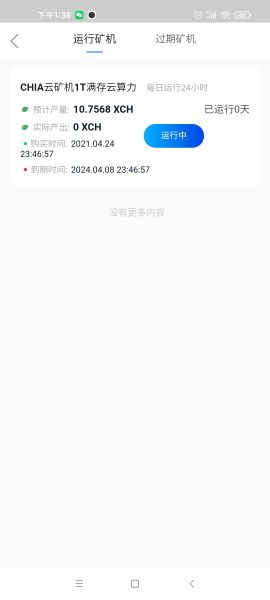 下午1:38
运行矿机 过期矿机
CHIA云矿机1T满存云算力 每日运行24小时
预计产量: 10.7568 XCH 已运行0天
实际产出: 0 XCH
运行中
购买时间: 2021.04.24
23:46:57
到期时间: 2024.04.08 23:46:57
没有更多内容